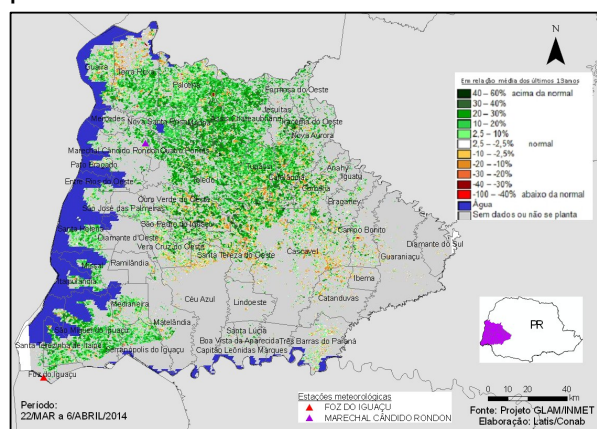 N
Em relação média dos últimos 13anos
40 – 60% acima da normal
30 – 40%
20 – 30%
10 – 20%
2,5 – 10%
2,5 – -2,5% normal
-10 – -2,5%
-20 – -10%
-30 – -20%
-40 – -30%
-100 – -40% abaixo da normal
Água
Sem dados ou não se planta
Guaíra
Terra Roxa
Palotina
Formosa do Oeste
Jesuítas
Iracema do Oeste
Nova Aurora
Mercedes
Nova Santa Rosa
Marechal Cândido Rondon
Quatro Pontes
Pato Bragado
Entre Rios do Oeste
Toledo
Tupãssi
Cafelândia
Anahy
Iguatu
Corbélia
Braganey
Ouro Verde do Oeste
São José das Palmeiras
São Pedro do Iguaçu
Santa Helena
Diamante d'Oeste
Vera Cruz do Oeste
Santa Tereza do Oeste
Cascavel
Campo Bonito
Diamante do Sul
Guaraniaçu
Ibema
Catanduvas
Missal
Ramilândia
Itaipulândia
Medianeira
Céu Azul
Lindoeste
Matelândia
São Miguel do Iguaçu
Santa Terezinha de Itaipu
Serranópolis do Iguaçu
Santa Lúcia
Boa Vista da Aparecida
Três Barras do Paraná
Capitão Leônidas Marques
Foz do Iguaçu
PR
Período:
22/MAR a 6/ABRIL/2014
Estações meteorológicas
FOZ DO IGUAÇU
MARECHAL CÂNDIDO RONDON
0 10 20 40
km
Fonte: Projeto GLAM/INMET
Elaboração: Latis/Conab